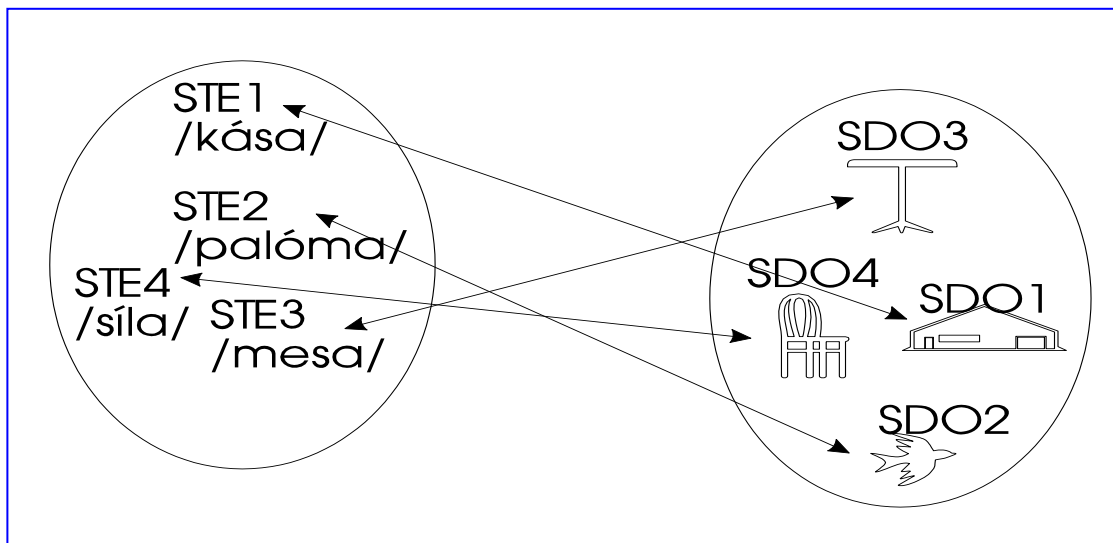 STE1
/kása/
STE2
/palóma/
STE4
/síla/
STE3
/mesa/
SDO3
SDO4
SDO1
SDO2